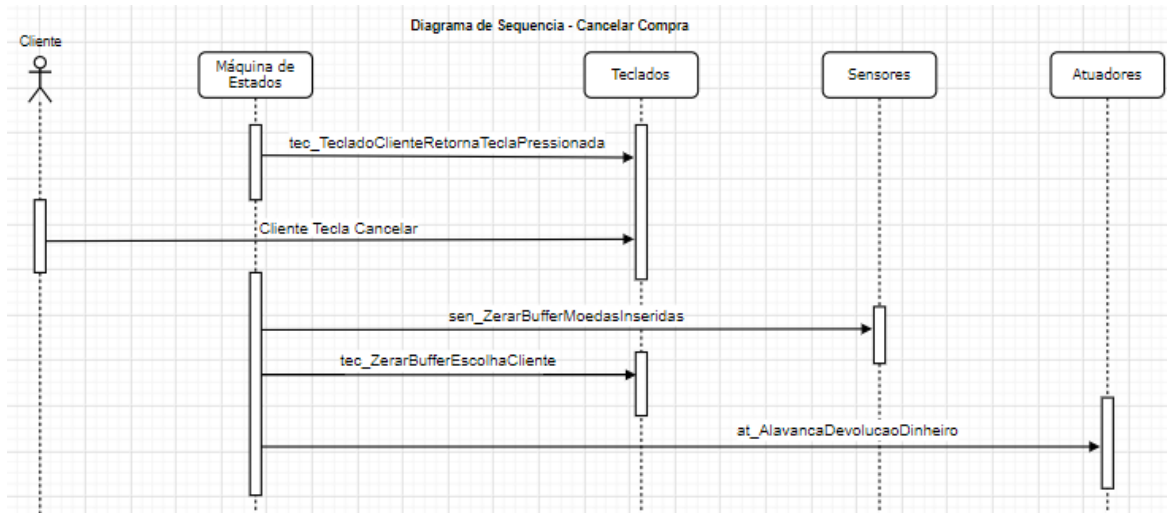 Diagrama de Sequencia - Cancelar Compra
Cliente
Máquina de
Estados
Teclados
Sensores
Atuadores
tec_TecladoClienteRetornaTeclaPressionada
Cliente Tecla Cancelar
sen_ZerarBufferMoedasInseridas
tec_ZerarBufferEscolhaCliente
at_AlavancaDevolucaoDinheiro